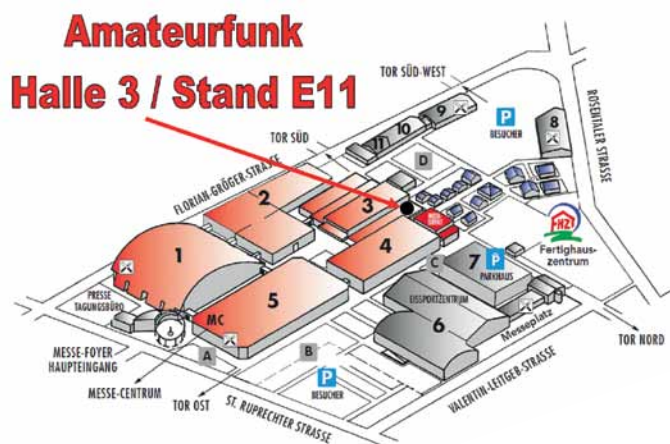 Amateurfunk
Halle 3 / Stand E11
TOR SÜD-WEST
ROSENTALER STRASSE
9
P
BESUCHER
8
10
11
TOR SÜD
D
FLORIAN-GRÖGER-STRASSE
2
3
FHZ
Fertighaus-
zentrum
1
4
7
P
PARKHAUS
C
5
EISSPORTZENTRUM
6
Messeplatz
PRESSE
TAGUNGSBÜRO
MC
MESSE-FOYER
HAUPTEINGANG
A
B
TOR NORD
MESSE-CENTRUM
P
BESUCHER
VALENTIN-LEITGEB-STRASSE
TOR OST
ST. RUPRECHTER STRASSE